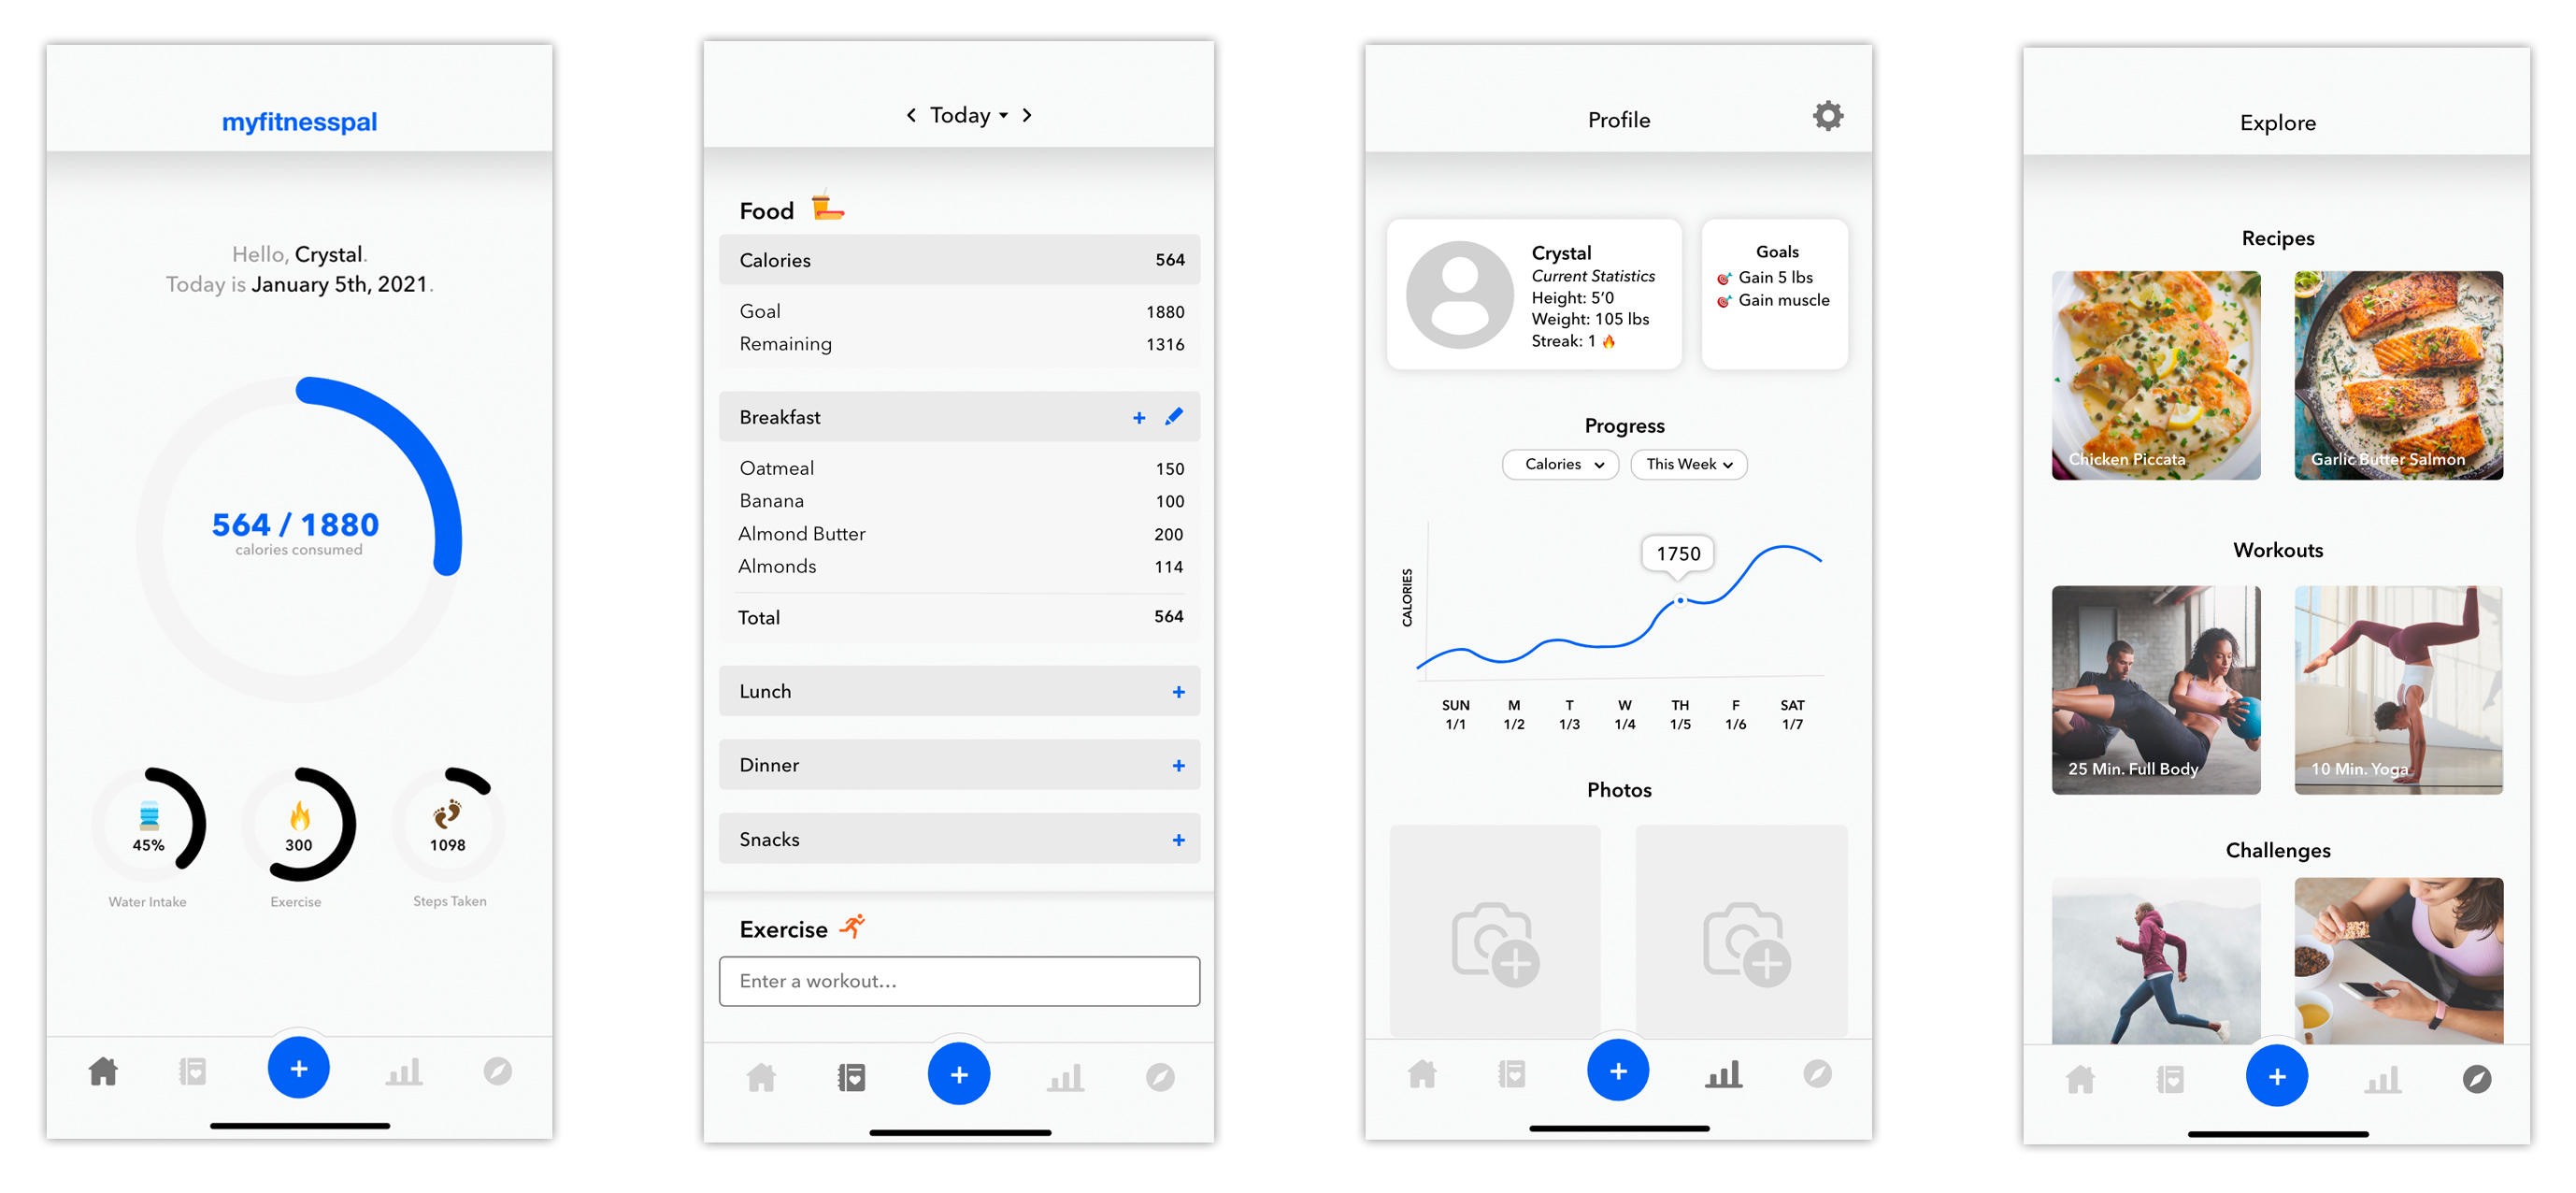 myfitnesspal
Hello, Crystal.
Today is January 5th, 2021.
564 / 1880
calories consumed
45%
300
1098
Water Intake
Exercise
Steps Taken
Today
Food
Calories 564
Goal 1880
Remaining 1316
Breakfast
Oatmeal 150
Banana 100
Almond Butter 200
Almonds 114
Total 564
Lunch
Dinner
Snacks
Exercise
Enter a workout...
Profile
Crystal
Current Statistics
Height: 5’0
Weight: 105 lbs
Streak: 1
Goals
Gain 5 lbs
Gain muscle
Progress
Calories
This Week
1750
CALORIES
SUN M T W TH F SAT
1/1 1/2 1/3 1/4 1/5 1/6 1/7
Photos
Explore
Recipes
Chicken Piccata
Garlic Butter Salmon
Workouts
25 Min. Full Body
10 Min. Yoga
Challenges